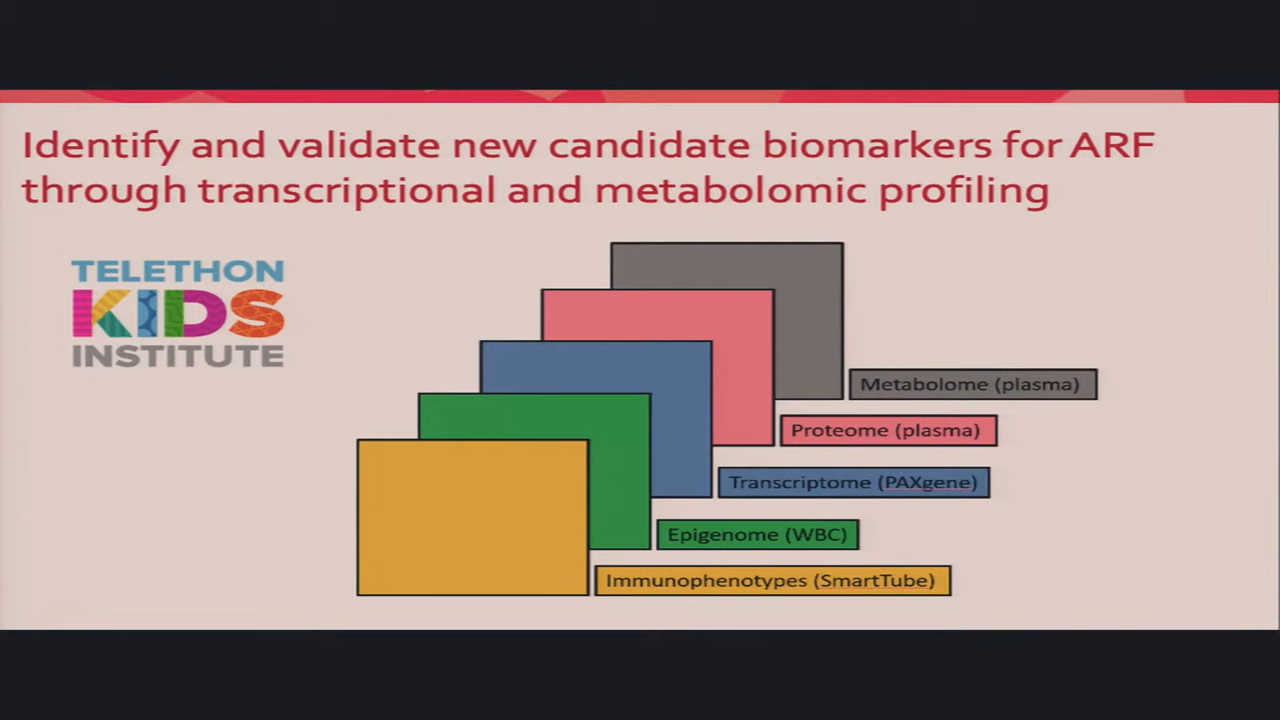 Identify and validate new candidate biomarkers for ARF
through transcriptional and metabolomic profiling
TELETHON
KIDS
INSTITUTE
Metabolome (plasma)
Proteome (plasma)
Transcriptome (PAXgene)
Epigenome (WBC)
Immunophenotypes (SmartTube)